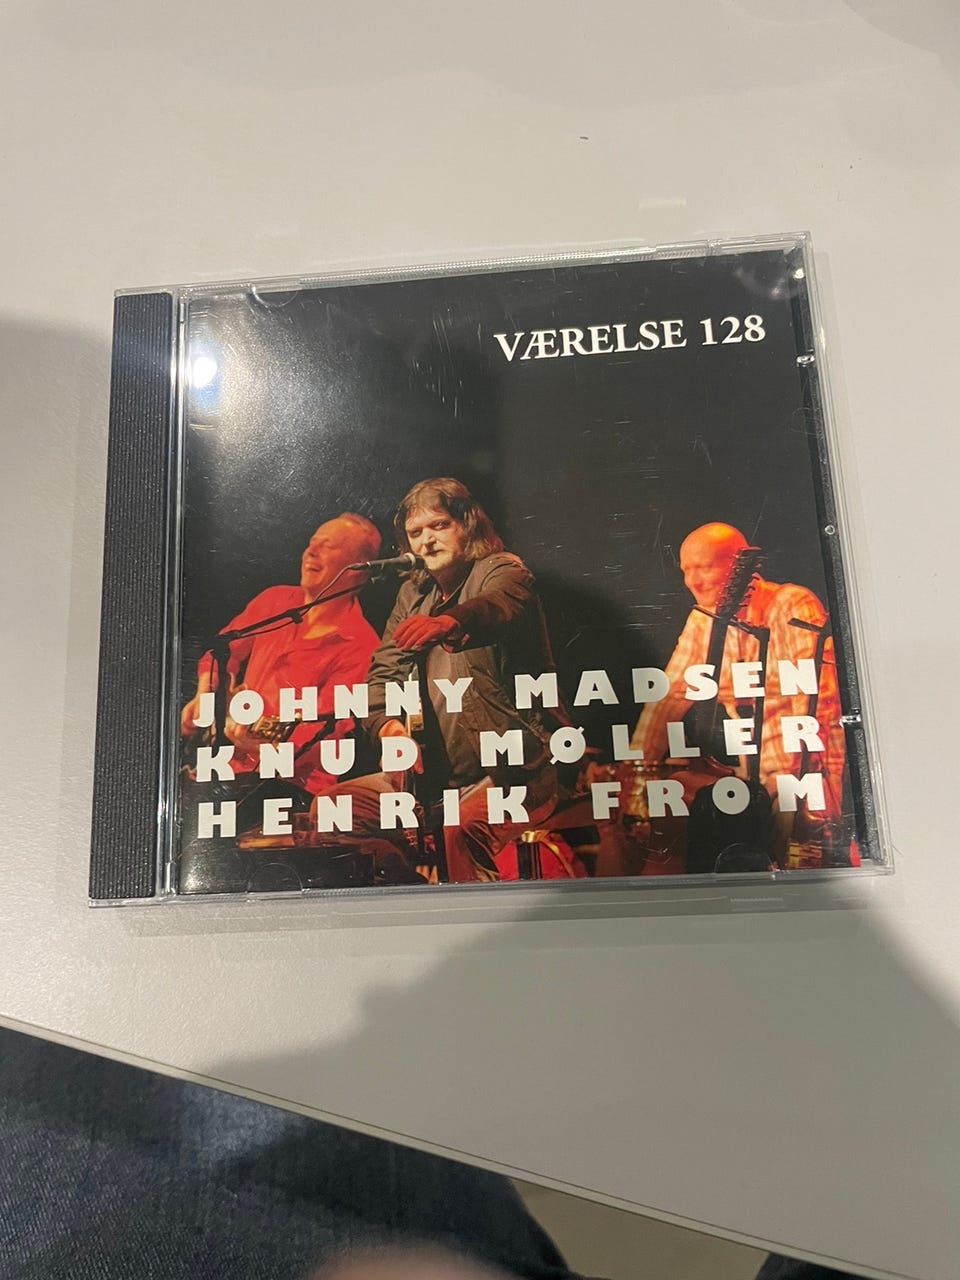 VÆRELSE 128
JOHNNY MADSEN
KNUD MØLLER
HENRIK FROM